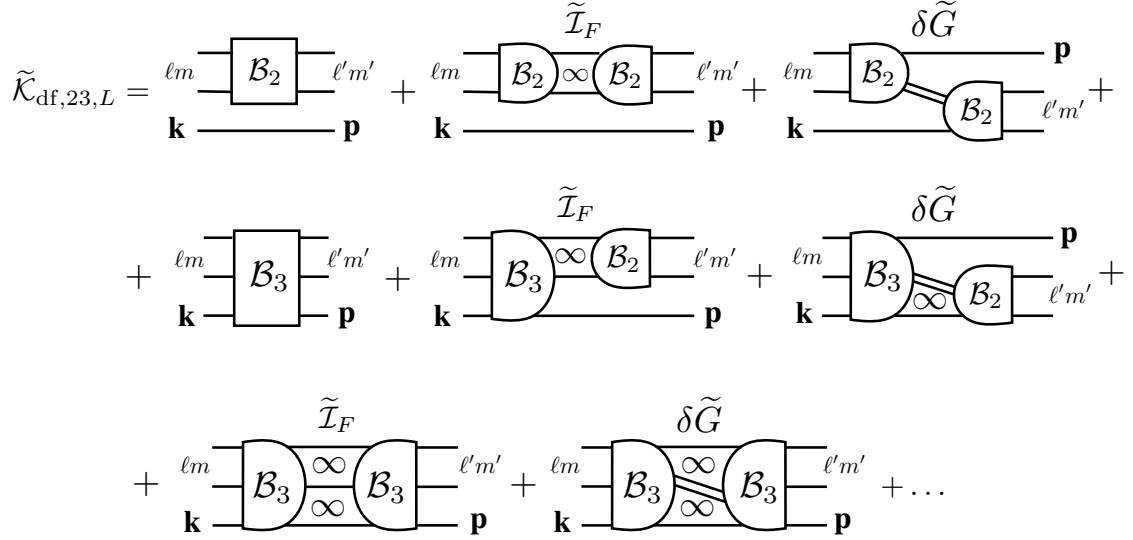 Ĩ_F δG̃
K̃_df,23,L = ℓm B₂ ℓ'm' + ℓm B₂ ∞ B₂ ℓ'm' + ℓm B₂ B₂ p ℓ'm' +
k p k p k
Ĩ_F δG̃
+ ℓm B₃ ℓ'm' + ℓm B₃ ∞ B₂ ℓ'm' + ℓm B₃ ∞ B₂ p ℓ'm' +
k p k p k
Ĩ_F δG̃
+ ℓm B₃ ∞ ∞ B₃ ℓ'm' + ℓm B₃ ∞ ∞ B₃ ℓ'm' + ...
k p k p